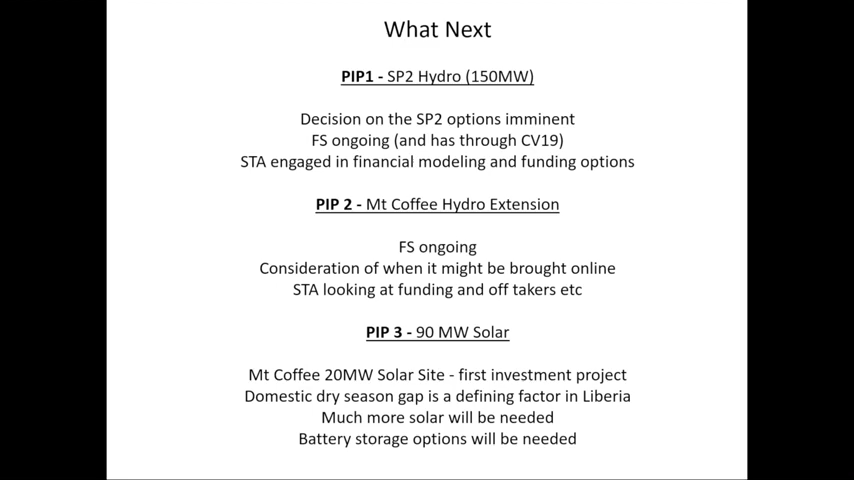 What Next
PIP1 - SP2 Hydro (150MW)
Decision on the SP2 options imminent
FS ongoing (and has through CV19)
STA engaged in financial modeling and funding options
PIP 2 - Mt Coffee Hydro Extension
FS ongoing
Consideration of when it might be brought online
STA looking at funding and off takers etc
PIP 3 - 90 MW Solar
Mt Coffee 20MW Solar Site - first investment project
Domestic dry season gap is a defining factor in Liberia
Much more solar will be needed
Battery storage options will be needed